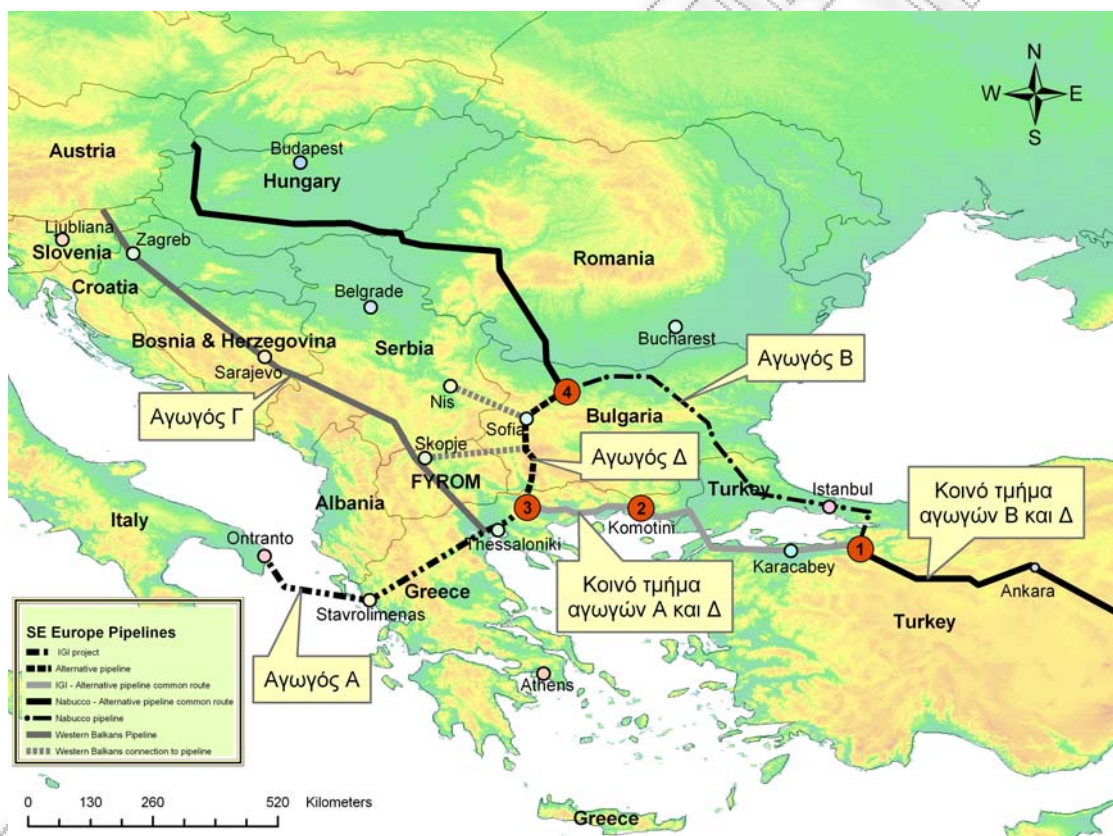 N
W E
S
Austria
Budapest
Hungary
Ljubliana
Slovenia
Zagreb
Croatia
Romania
Belgrade
Bosnia & Herzegovina
Sarajevo
Serbia
Bucharest
Αγωγός Β
Αγωγός Γ
Nis
4
Bulgaria
Sofia
Αγωγός Δ
Skopje
FYROM
Albania
Turkey
Istanbul
Κοινό τμήμα
αγωγών Β και Δ
3
2
Komotini
Italy
Ontranto
Thessaloniki
1
Karacabey
Ankara
Greece
Κοινό τμήμα
αγωγών Α και Δ
Stavrolimenas
Turkey
Αγωγός Α
Athens
SE Europe Pipelines
IGI project
Alternative pipeline
IGI - Alternative pipeline common route
Nabucco - Alternative pipeline common route
Nabucco pipeline
Western Balkans Pipeline
Western Balkans connection to pipeline
0 130 260 520 Kilometers
Greece